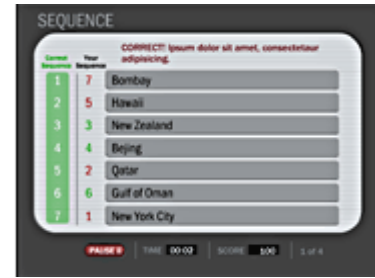 SEQUENCE
CORRECT! Ipsum dolor sit amet, consectetaur
adipisicing.
Correct Sequence
Your Sequence
1 7 Bombay
2 5 Hawaii
3 3 New Zealand
4 4 Bejing
5 2 Qatar
6 6 Gulf of Oman
7 1 New York City
PAUSE II TIME 00:02 SCORE 100 1 of 4